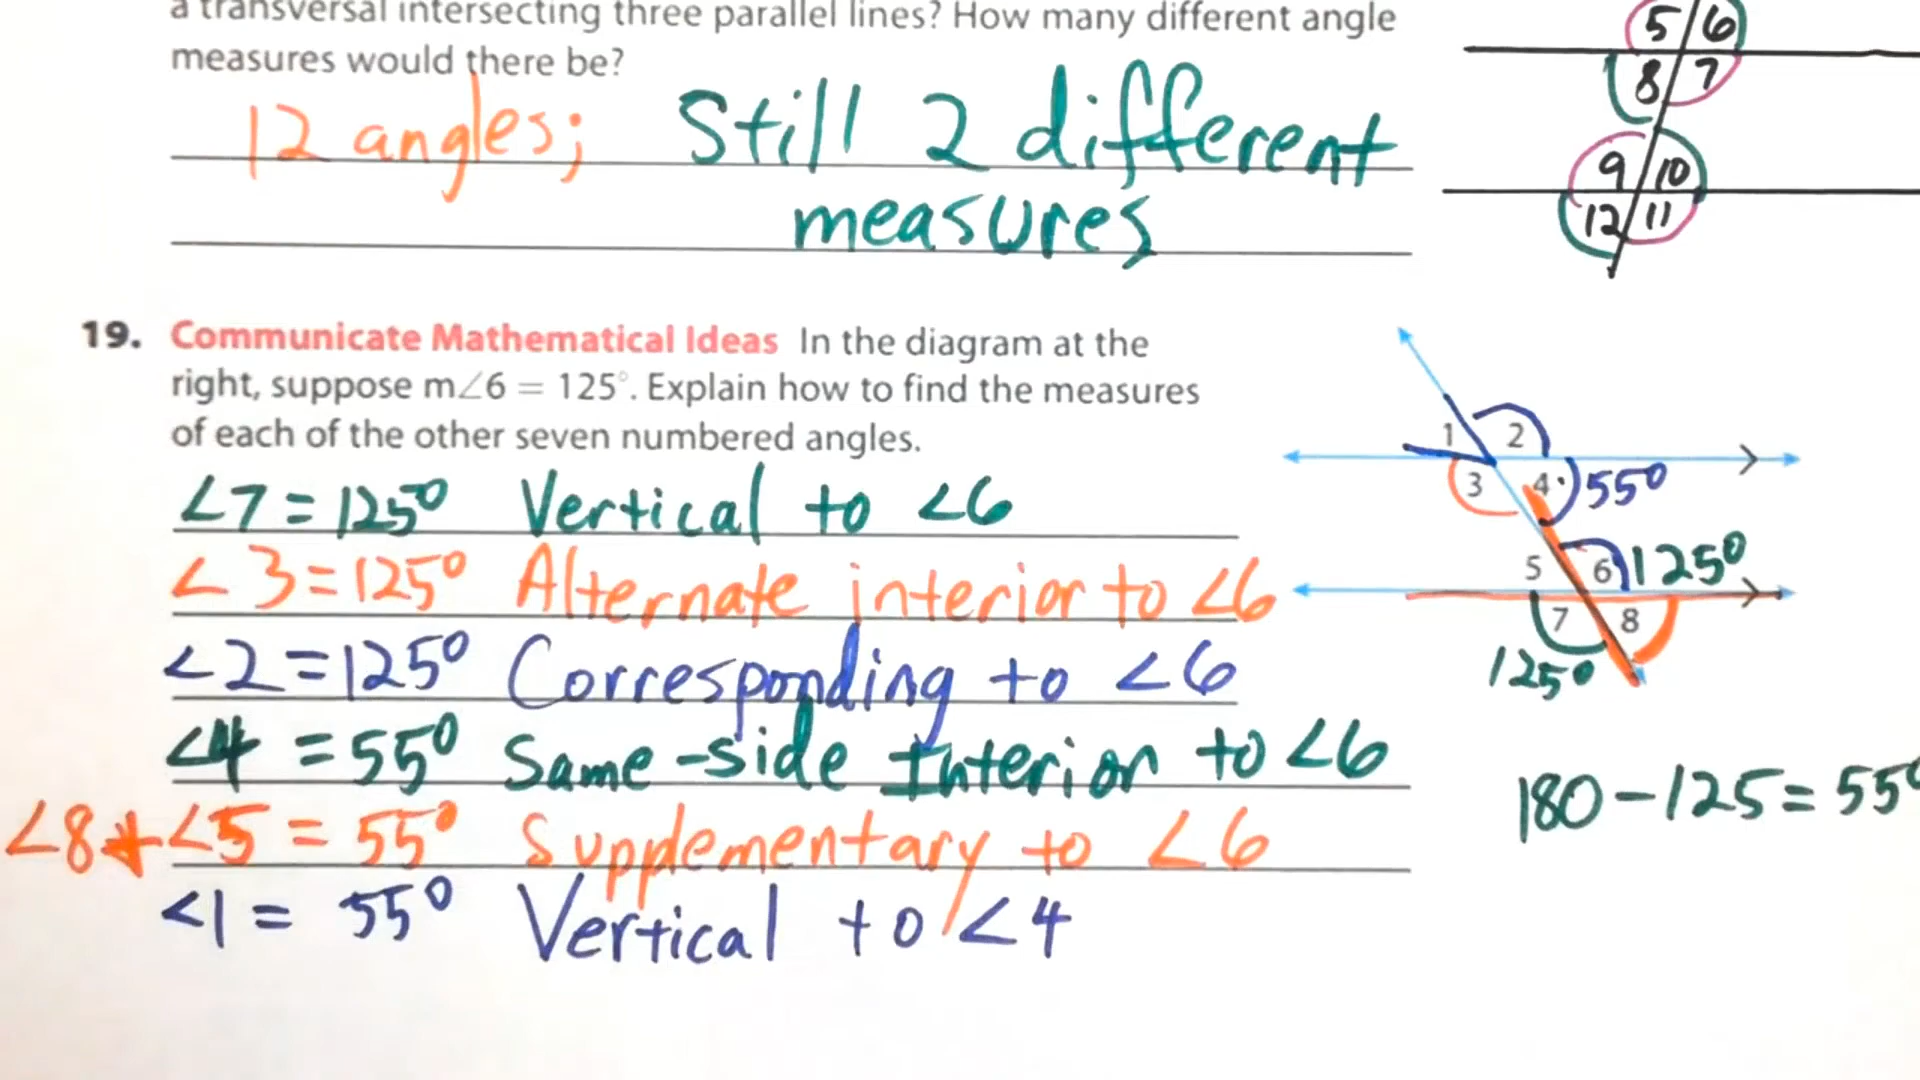 a transversal intersecting three parallel lines? How many different angle
measures would there be?
12 angles; Still 2 different
measures
5 6
8 7
9 10
12 11
19. Communicate Mathematical Ideas In the diagram at the
right, suppose m∠6 = 125°. Explain how to find the measures
of each of the other seven numbered angles.
∠7 = 125° Vertical to ∠6
∠3 = 125° Alternate interior to ∠6
∠2 = 125° Corresponding to ∠6
∠4 = 55° Same-side Interior to ∠6
∠8 + ∠5 = 55° Supplementary to ∠6
∠1 = 55° Vertical to ∠4
1 2
3 4 55°
5 6 125°
7 8
125°
180 - 125 = 55°